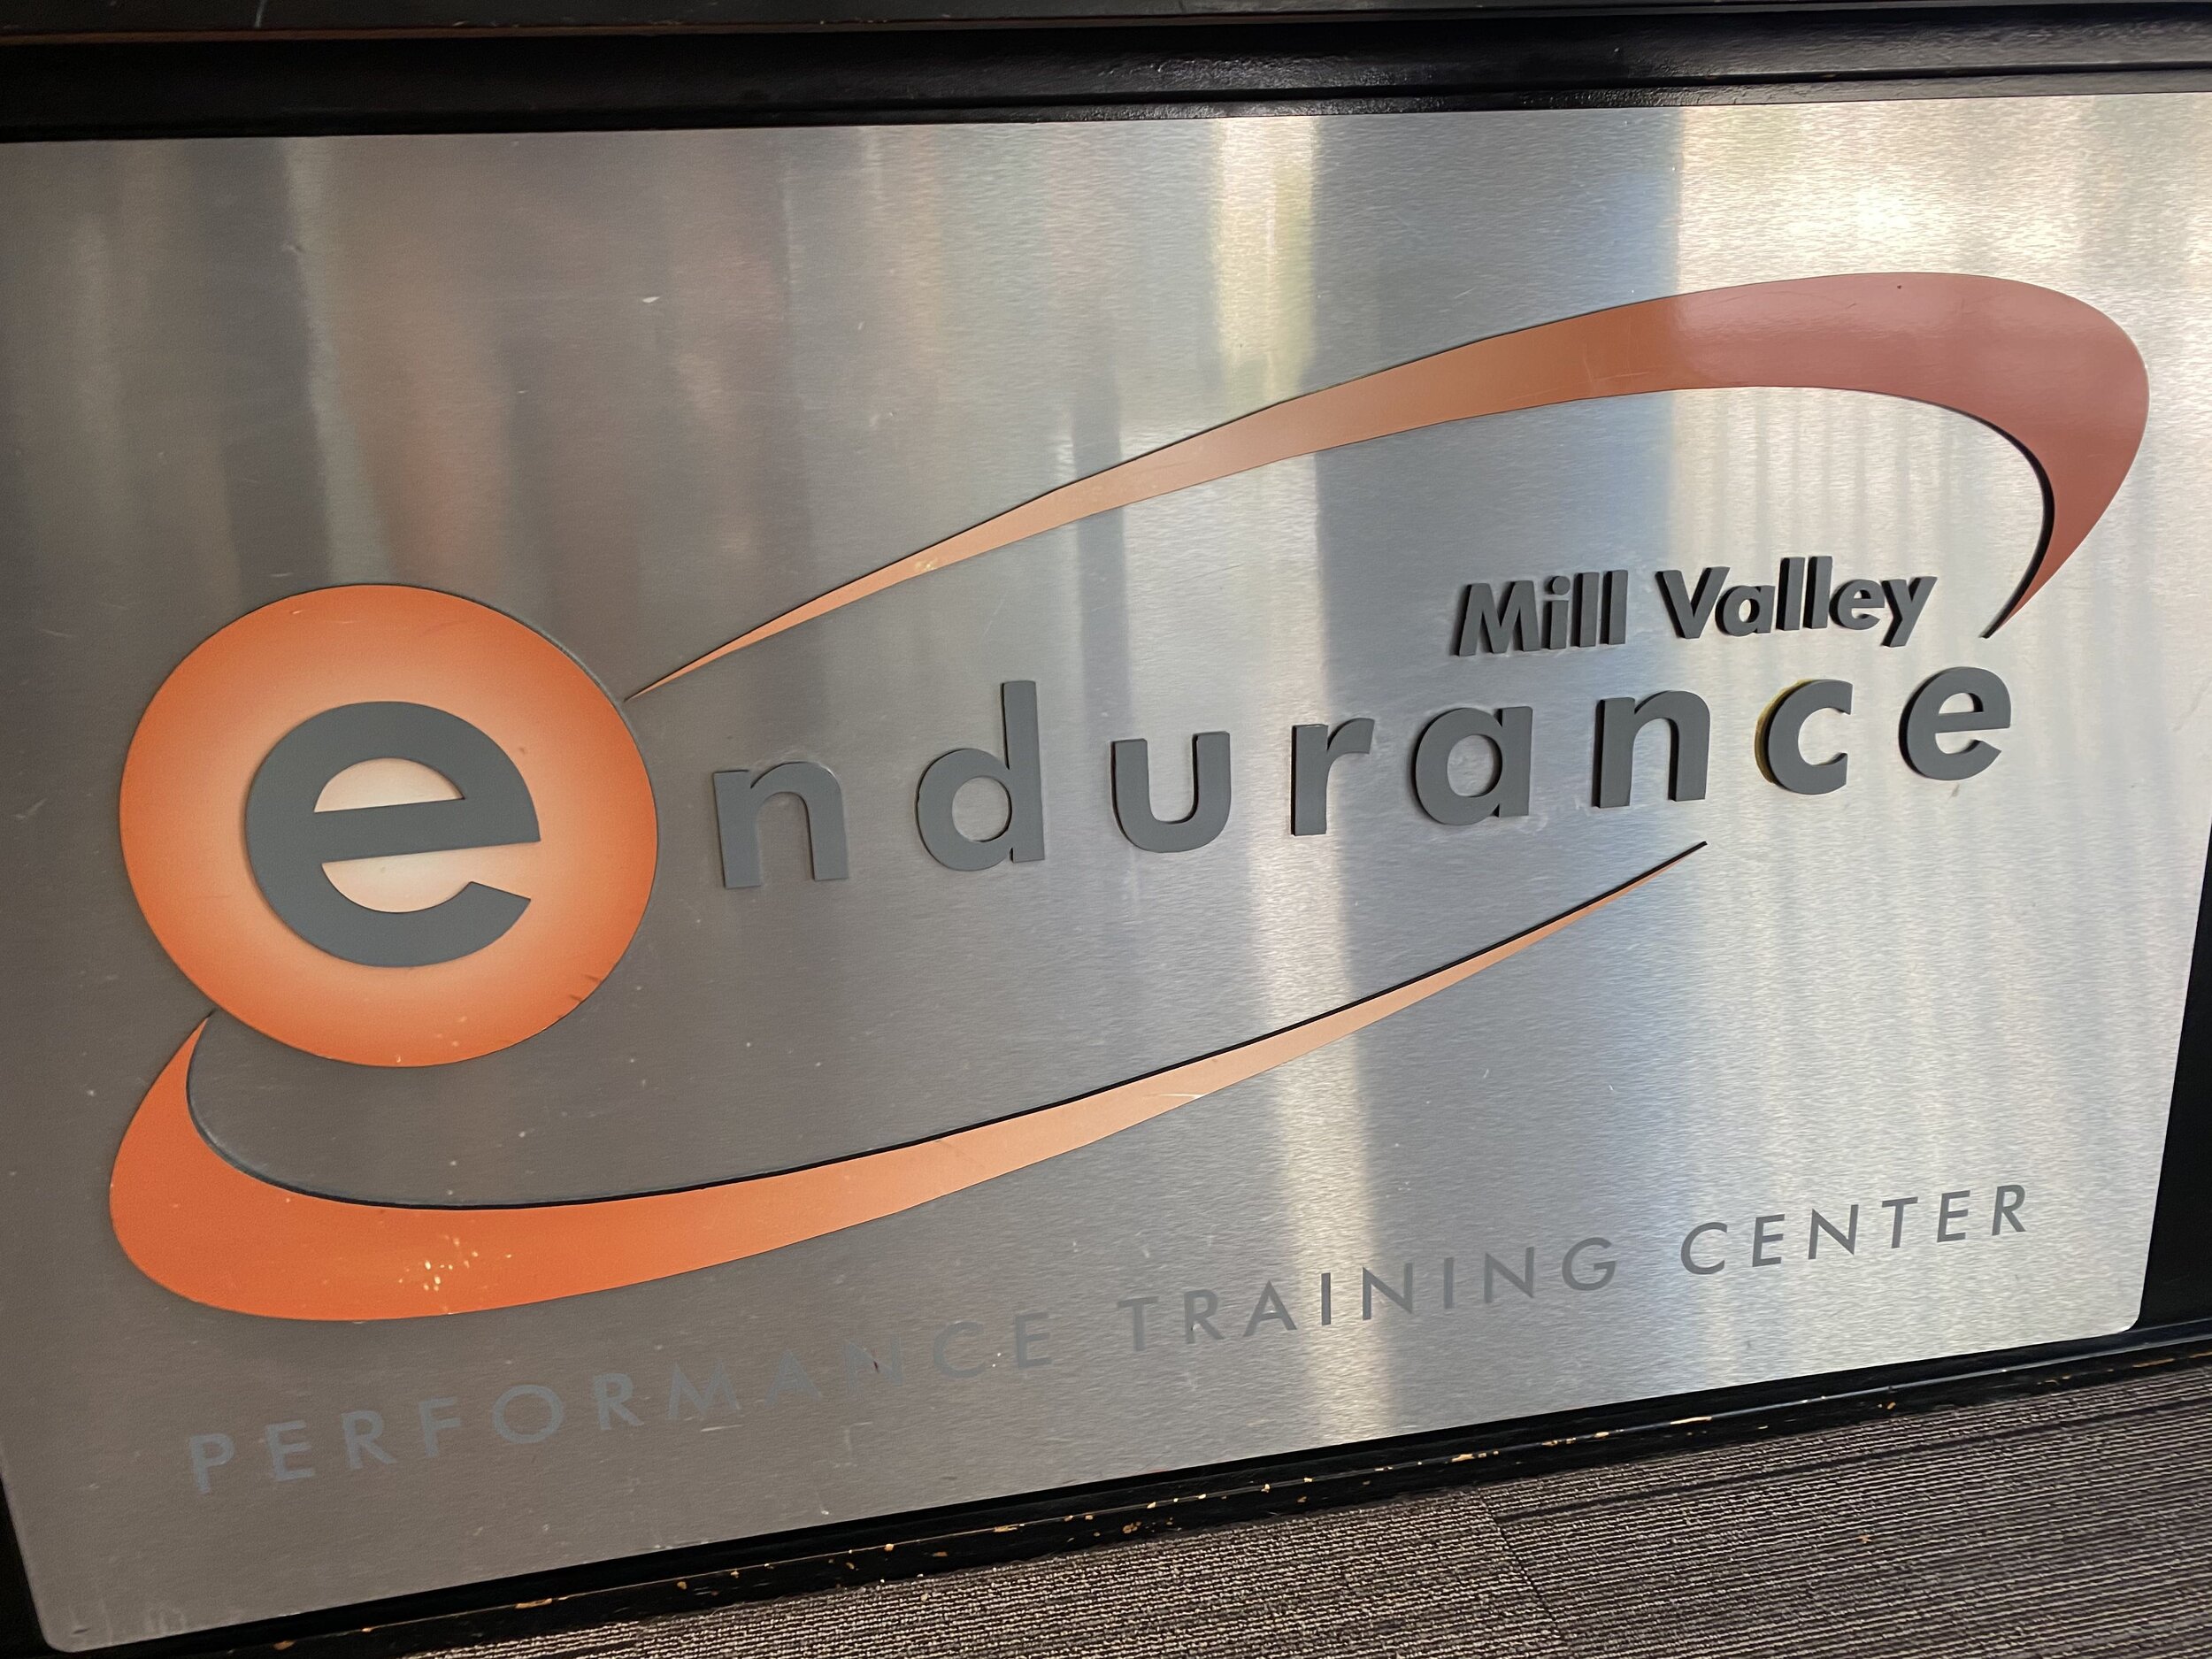 Mill Valley
endurance
PERFORMANCE TRAINING CENTER